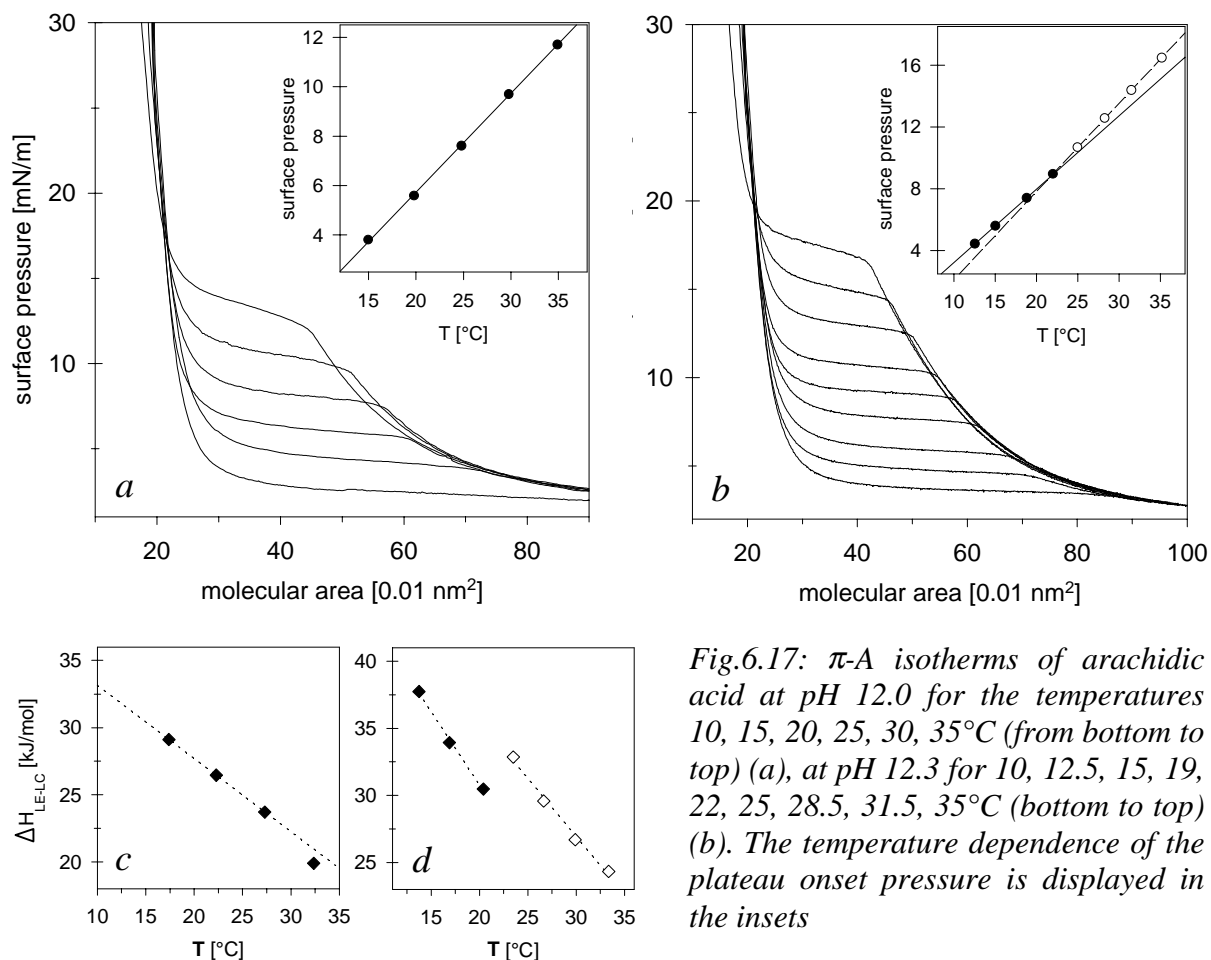 30
20
10
surface pressure [mN/m]
20
40
60
80
molecular area [0.01 nm²]
a
12
10
8
6
4
surface pressure
15
20
25
30
35
T [°C]
30
20
10
20
40
60
80
100
molecular area [0.01 nm²]
b
16
12
8
4
surface pressure
10
15
20
25
30
35
T [°C]
35
30
25
20
ΔH_LE-LC [kJ/mol]
c
10
15
20
25
30
35
T [°C]
40
35
30
25
d
15
20
25
30
35
T [°C]
Fig.6.17: π-A isotherms of arachidic
acid at pH 12.0 for the temperatures
10, 15, 20, 25, 30, 35°C (from bottom to
top) (a), at pH 12.3 for 10, 12.5, 15, 19,
22, 25, 28.5, 31.5, 35°C (bottom to top)
(b). The temperature dependence of the
plateau onset pressure is displayed in
the insets